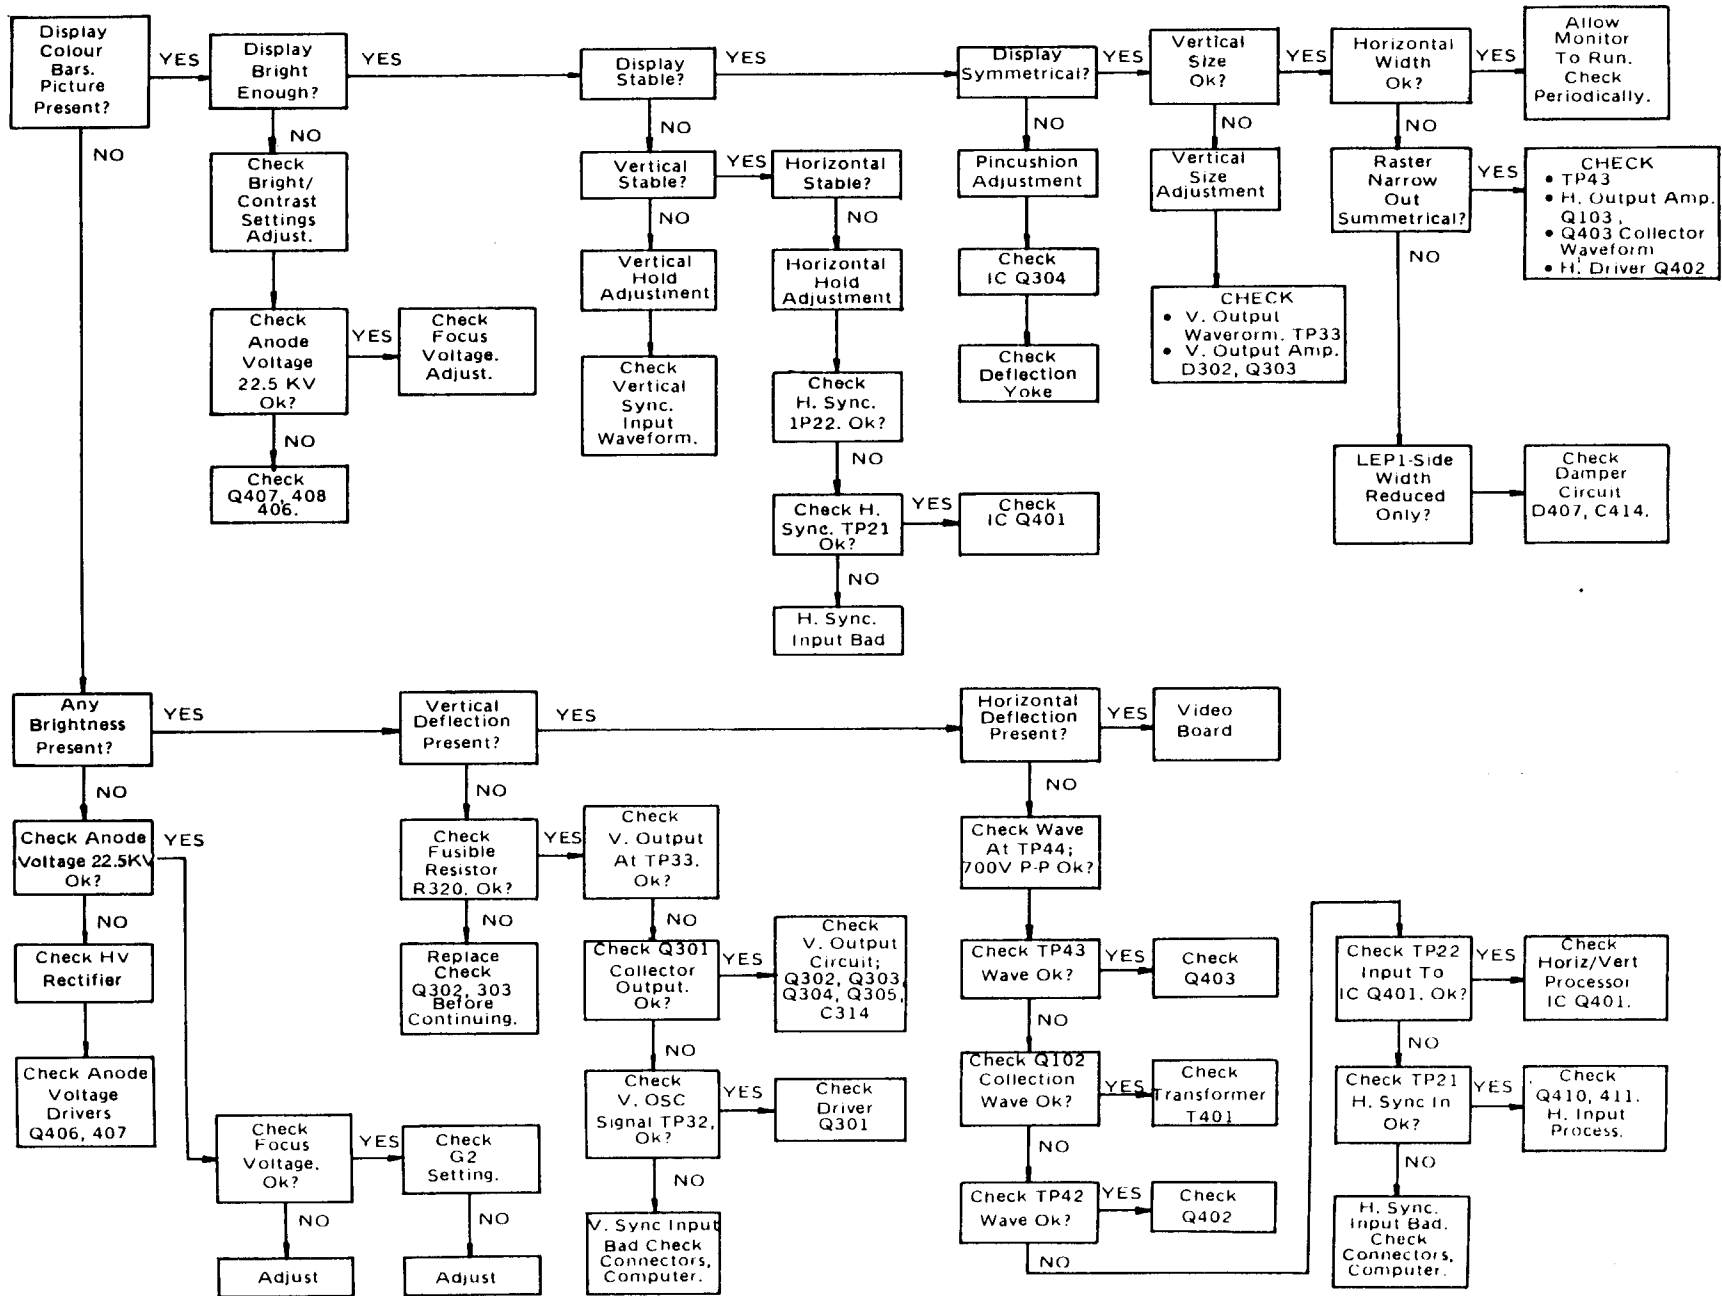 Display
Colour
Bars.
Picture
Present?
YES
NO
Display
Bright
Enough?
YES
NO
Check
Bright/
Contrast
Settings
Adjust.
Check
Anode
Voltage
22.5 KV
Ok?
YES
Check
Focus
Voltage.
Adjust.
NO
Check
Q407, 408
406.
Display
Stable?
YES
NO
Vertical
Stable?
YES
NO
Vertical
Hold
Adjustment
Check
Vertical
Sync.
Input
Waveform.
Horizontal
Stable?
NO
Horizontal
Hold
Adjustment
Check
H. Sync.
1P22. Ok?
NO
Check H.
Sync. TP21
Ok?
YES
Check
IC Q401
NO
H. Sync.
Input Bad
Display
Symmetrical?
YES
NO
Pincushion
Adjustment
Check
IC Q304
Check
Deflection
Yoke
Vertical
Size
Ok?
YES
NO
Vertical
Size
Adjustment
CHECK
• V. Output
Waverorm. TP33
• V. Output Amp.
D302, Q303
Horizontal
Width
Ok?
YES
Allow
Monitor
To Run.
Check
Periodically.
NO
Raster
Narrow
Out
Summetrical?
YES
CHECK
• TP43
• H. Output Amp.
Q103,
• Q403 Collector
Waveform
• H. Driver Q402
NO
LEP1-Side
Width
Reduced
Only?
Check
Damper
Circuit
D407, C414.
Any
Brightness
Present?
YES
NO
Check Anode
Voltage 22.5KV
Ok?
YES
NO
Check HV
Rectifier
Check Anode
Voltage
Drivers
Q406, 407
Check
Focus
Voltage.
Ok?
YES
NO
Adjust
Check
G2
Setting.
NO
Adjust
Vertical
Deflection
Present?
YES
NO
Check
Fusible
Resistor
R320. Ok?
YES
NO
Replace
Check
Q302, 303
Before
Continuing.
Check
V. Output
At TP33.
Ok?
NO
Check Q301
Collector
Output.
Ok?
YES
Check
V. Output
Circuit;
Q302, Q303,
Q304, Q305,
C314
NO
Check
V. OSC
Signal TP32,
Ok?
YES
Check
Driver
Q301
NO
V. Sync Input
Bad Check
Connectors,
Computer.
Horizontal
Deflection
Present?
YES
Video
Board
NO
Check Wave
At TP44;
700V P-P Ok?
Check TP43
Wave Ok?
YES
Check
Q403
NO
Check Q102
Collection
Wave Ok?
YES
Check
Transformer
T401
NO
Check TP42
Wave Ok?
YES
Check
Q402
NO
Check TP22
Input To
IC Q401. Ok?
YES
Check
Horiz/Vert
Processor
IC Q401.
NO
Check TP21
H. Sync In
Ok?
YES
Check
Q410, 411.
H. Input
Process.
NO
H. Sync.
Input Bad.
Check
Connectors,
Computer.